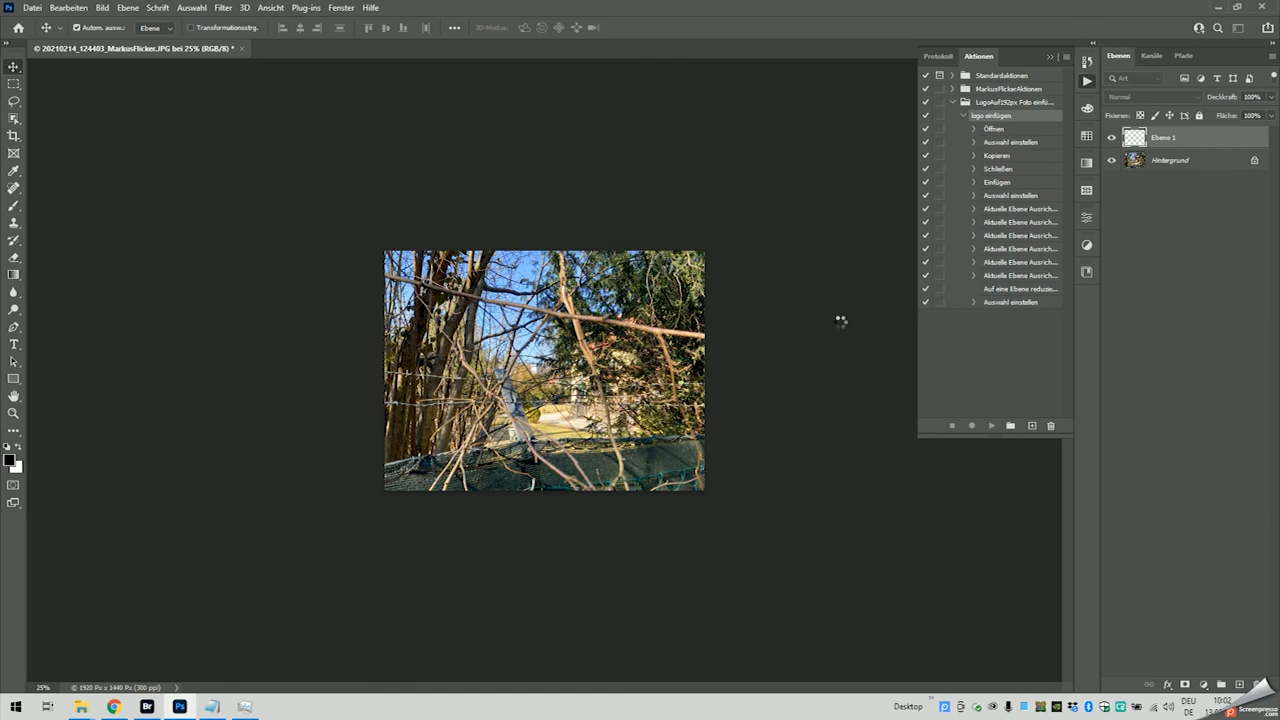 Datei Bearbeiten Bild Ebene Schrift Auswahl Filter 3D Ansicht Plug-ins Fenster Hilfe
Autom. ausw.: Ebene Transformationsstrg. 3D-Modus:
© 20210214_124403_MarkusFlicker.JPG bei 25% (RGB/8) *
Protokoll Aktionen
Ebenen Kanäle Pfade
Standardaktionen
MarkusFlickerAktionen
LogoAuf192px Foto einfü...
logo einfügen
Öffnen
Auswahl einstellen
Kopieren
Schließen
Einfügen
Auswahl einstellen
Aktuelle Ebene Ausrich...
Aktuelle Ebene Ausrich...
Aktuelle Ebene Ausrich...
Aktuelle Ebene Ausrich...
Aktuelle Ebene Ausrich...
Aktuelle Ebene Ausrich...
Auf eine Ebene reduzie...
Auswahl einstellen
Art
Normal Deckkraft: 100%
Fixieren: Fläche: 100%
Ebene 1
Hintergrund
25% © 1920 Px x 1440 Px (300 ppi)
Desktop DEU 10:02
DE
Screenpresso
.com